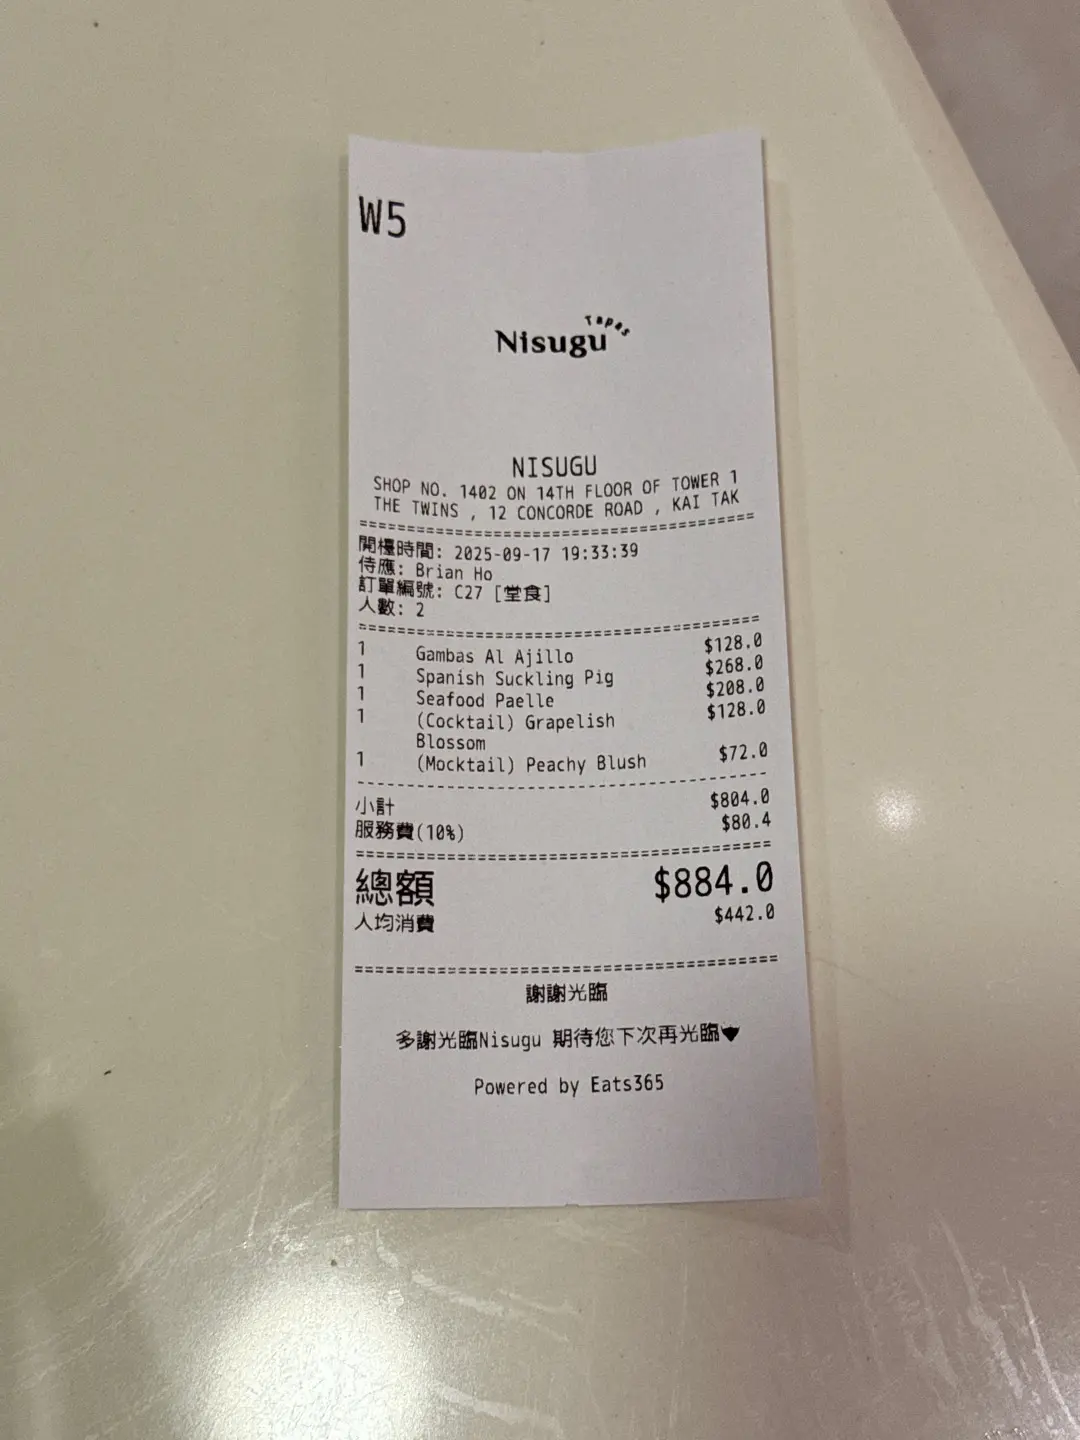 W5
Nisugu Tapas
NISUGU
SHOP NO. 1402 ON 14TH FLOOR OF TOWER 1
THE TWINS , 12 CONCORDE ROAD , KAI TAK
開檯時間: 2025-09-17 19:33:39
侍應: Brian Ho
訂單編號: C27 [堂食]
人數: 2
1 Gambas Al Ajillo $128.0
1 Spanish Suckling Pig $268.0
1 Seafood Paelle $208.0
1 (Cocktail) Grapelish $128.0
Blossom
1 (Mocktail) Peachy Blush $72.0
小計 $804.0
服務費(10%) $80.4
總額 $884.0
人均消費 $442.0
謝謝光臨
多謝光臨Nisugu 期待您下次再光臨♥
Powered by Eats365